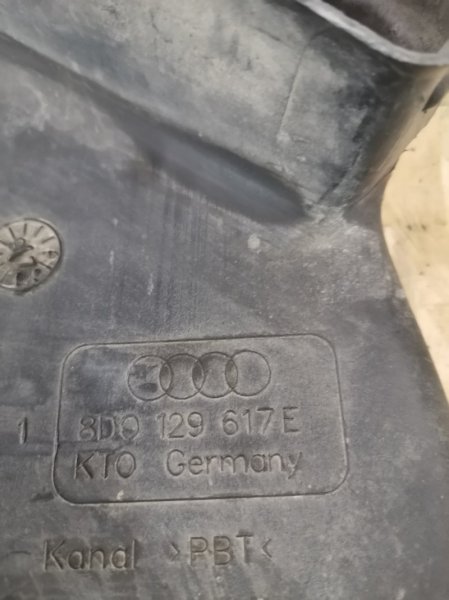 1 8D0 129 617 E
KTO Germany
Kanal >PBT<